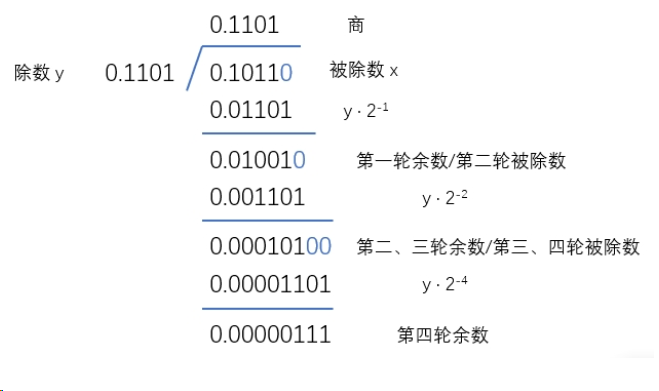 0.1101 商
除数 y 0.1101 0.10110 被除数 x
0.01101 y · 2-1
0.010010 第一轮余数/第二轮被除数
0.001101 y · 2-2
0.00010100 第二、三轮余数/第三、四轮被除数
0.00001101 y · 2-4
0.00000111 第四轮余数